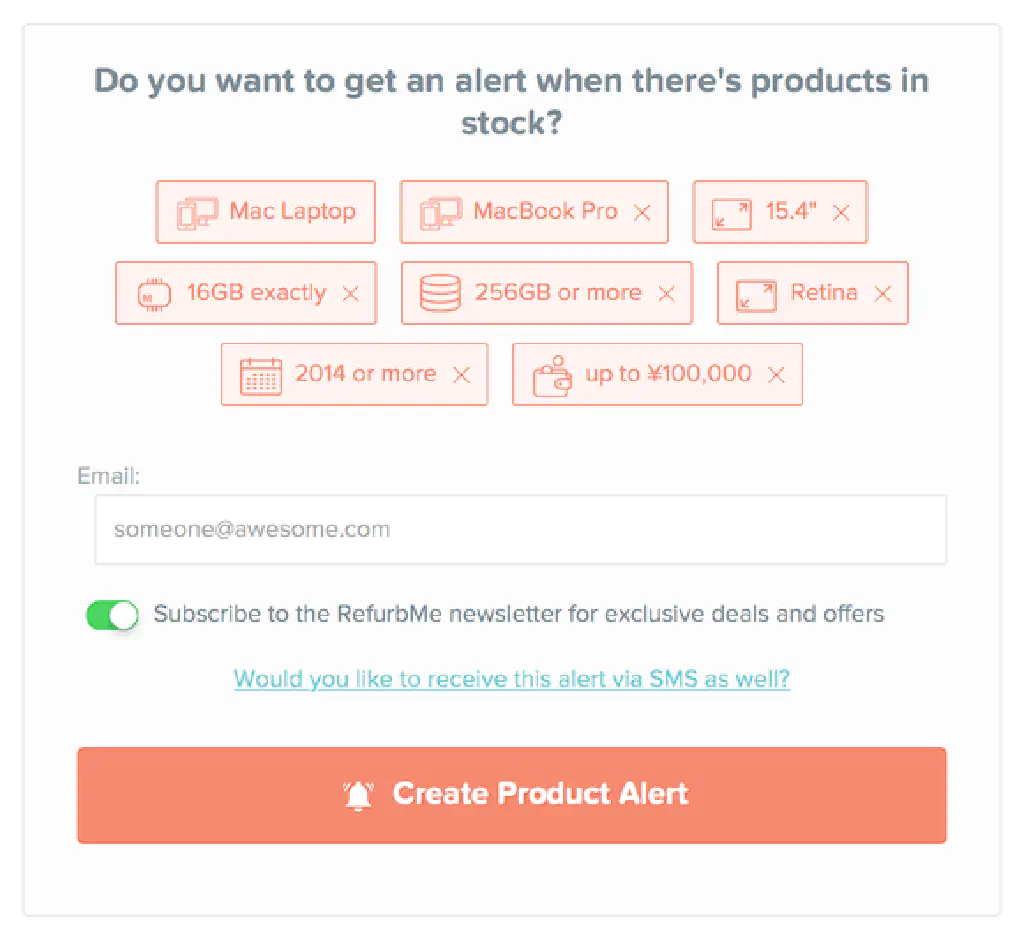 Do you want to get an alert when there's products in
stock?
Mac Laptop
MacBook Pro
15.4"
M
16GB exactly
256GB or more
Retina
2014 or more
up to ¥100,000
Email:
someone@awesome.com
Subscribe to the RefurbMe newsletter for exclusive deals and offers
Would you like to receive this alert via SMS as well?
Create Product Alert